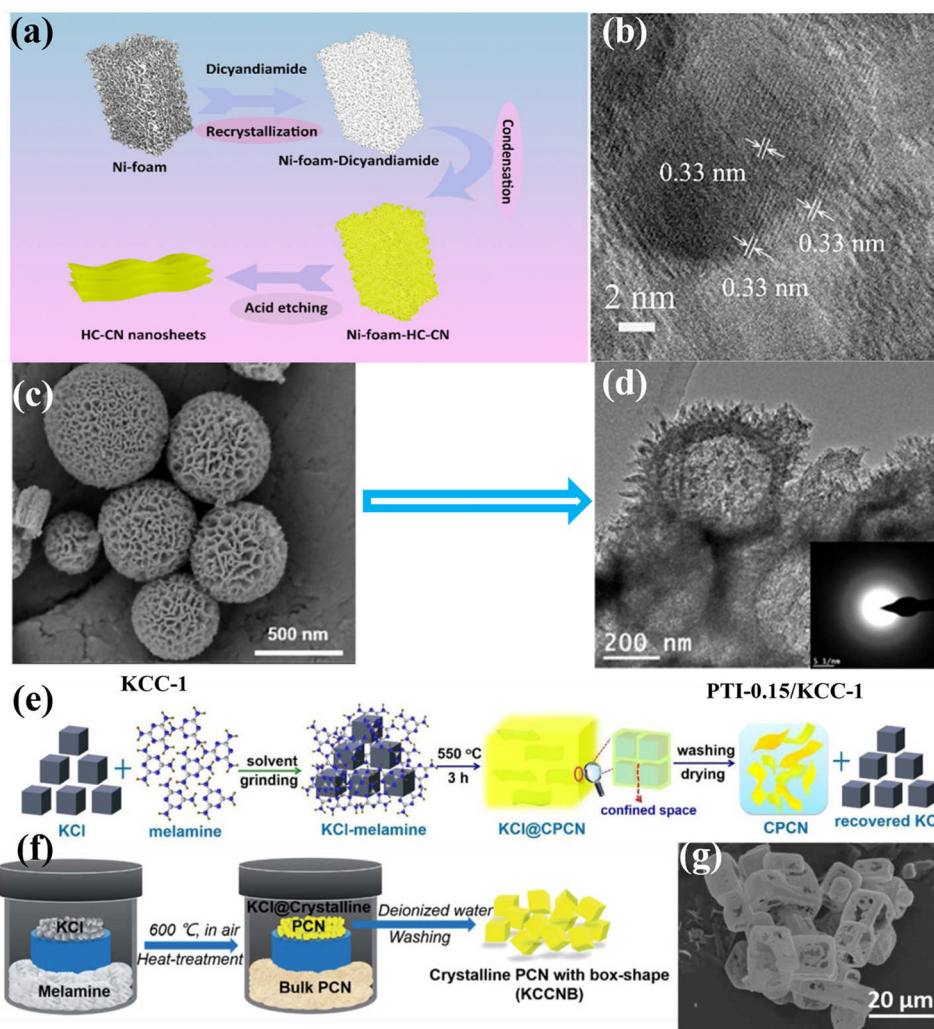 (a)
Dicyandiamide
Recrystallization
Ni-foam
Ni-foam-Dicyandiamide
Condensation
Acid etching
HC-CN nanosheets
Ni-foam-HC-CN
(b)
0.33 nm
0.33 nm
0.33 nm
2 nm
(c)
500 nm
KCC-1
(d)
200 nm
5 1/nm
PTI-0.15/KCC-1
(e)
KCl
melamine
solvent
grinding
KCl-melamine
550 °C
3 h
KCl@CPCN
confined space
washing
drying
CPCN
recovered KC
(f)
KCl
Melamine
600 ℃, in air
Heat-treatment
KCl@Crystalline
PCN
Bulk PCN
Deionized water
Washing
Crystalline PCN with box-shape
(KCCNB)
(g)
20 μm